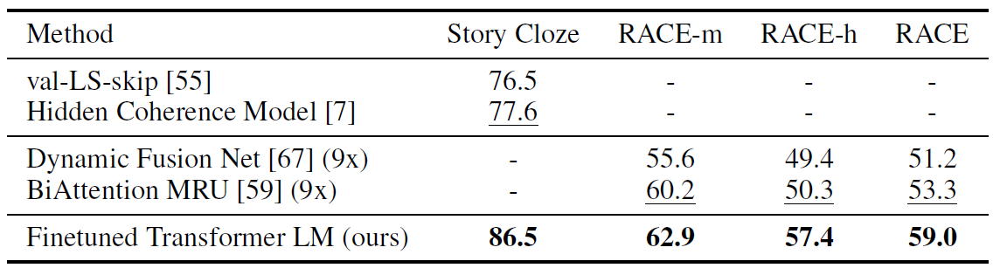 Method Story Cloze RACE-m RACE-h RACE
val-LS-skip [55] 76.5 - - -
Hidden Coherence Model [7] 77.6 - - -
Dynamic Fusion Net [67] (9x) - 55.6 49.4 51.2
BiAttention MRU [59] (9x) - 60.2 50.3 53.3
Finetuned Transformer LM (ours) 86.5 62.9 57.4 59.0